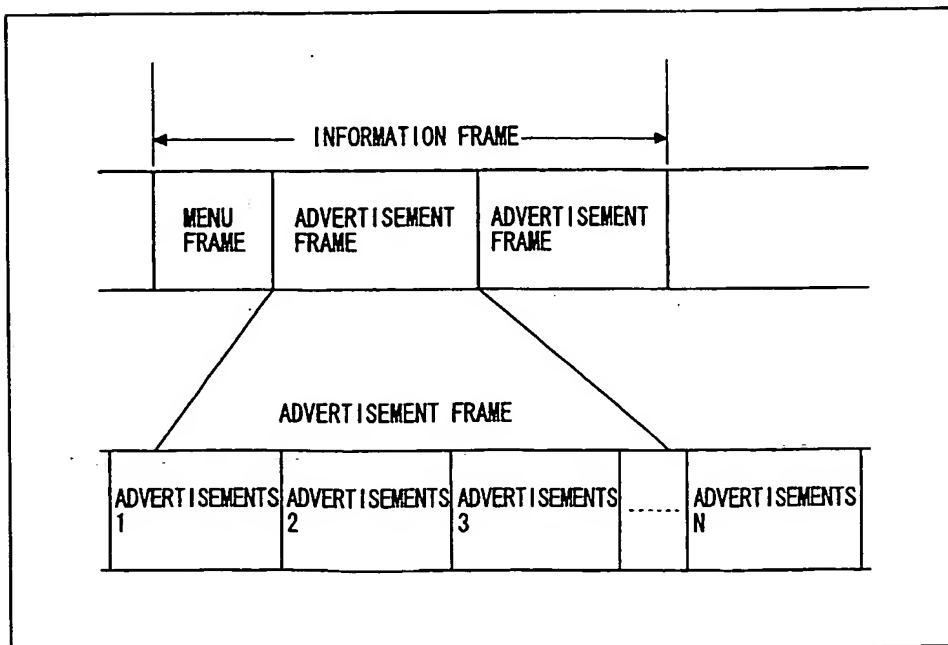 INFORMATION FRAME
MENU
FRAME
ADVERTISEMENT
FRAME
ADVERTISEMENT
FRAME
ADVERTISEMENT FRAME
ADVERTISEMENTS
1
ADVERTISEMENTS
2
ADVERTISEMENTS
3
--------
ADVERTISEMENTS
N